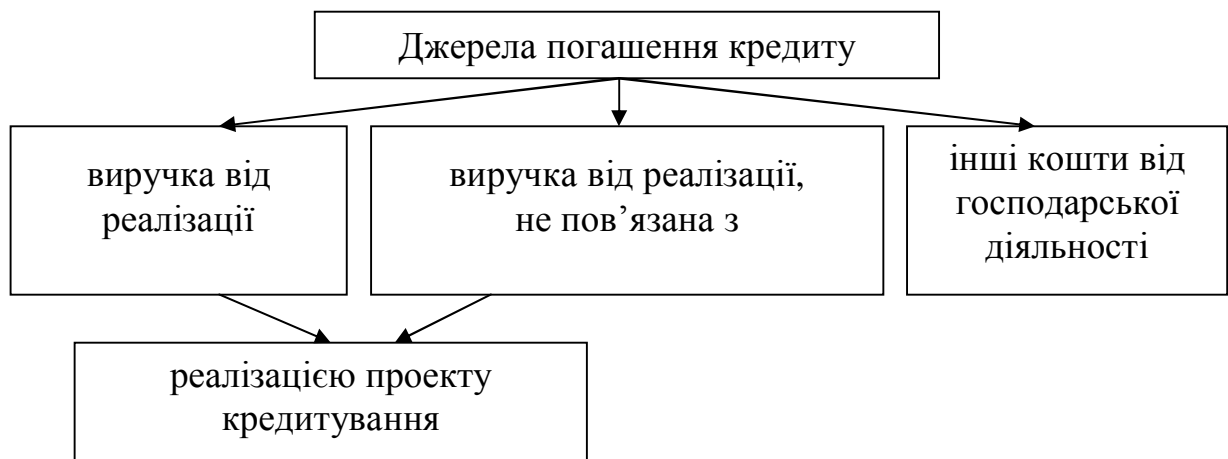 Джерела погашення кредиту
виручка від
реалізації
виручка від реалізації,
не пов’язана з
інші кошти від
господарської
діяльності
реалізацією проекту
кредитування